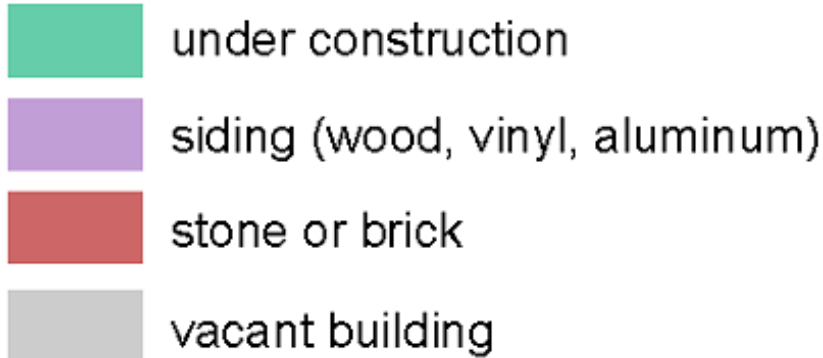 under construction
siding (wood, vinyl, aluminum)
stone or brick
vacant building